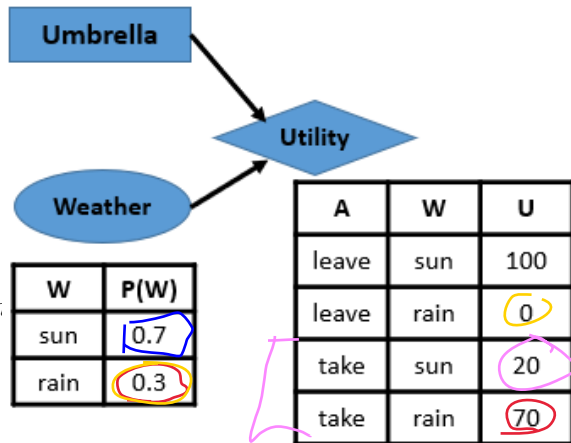 Umbrella
Utility
Weather
A W U
leave sun 100
leave rain 0
take sun 20
take rain 70
W P(W)
sun 0.7
rain 0.3